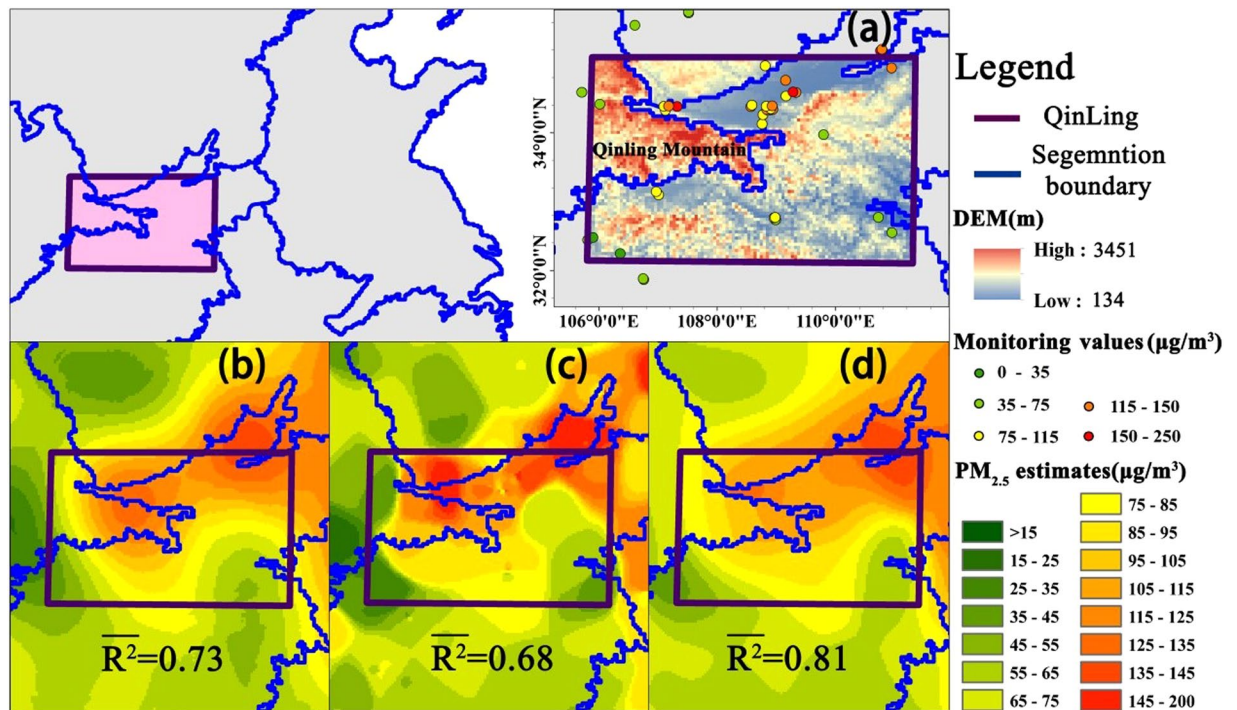 (a)
Qinling Mountain
34°0'0"N
32°0'0"N
106°0'0"E
108°0'0"E
110°0'0"E
Legend
QinLing
Segemntion
boundary
DEM(m)
High : 3451
Low : 134
Monitoring values (μg/m³)
0 - 35
35 - 75
75 - 115
115 - 150
150 - 250
PM2.5 estimates(μg/m³)
>15
15 - 25
25 - 35
35 - 45
45 - 55
55 - 65
65 - 75
75 - 85
85 - 95
95 - 105
105 - 115
115 - 125
125 - 135
135 - 145
145 - 200
(b)
R²=0.73
(c)
R²=0.68
(d)
R²=0.81